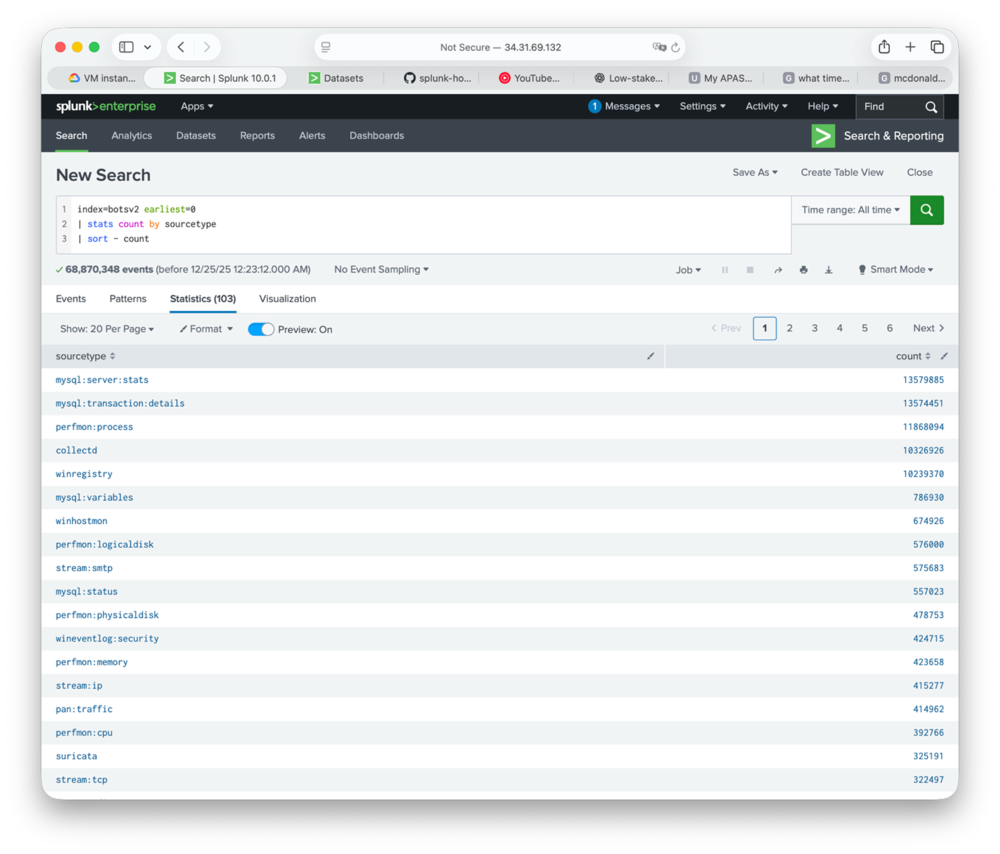 Not Secure — 34.31.69.132
VM instan...
Search | Splunk 10.0.1
Datasets
splunk-ho...
YouTube...
Low-stake...
U My APAS...
G what time...
G mcdonald...
splunk>enterprise
Apps
1 Messages
Settings
Activity
Help
Find
Search
Analytics
Datasets
Reports
Alerts
Dashboards
> Search & Reporting
New Search
Save As
Create Table View
Close
1 index=botsv2 earliest=0
2 | stats count by sourcetype
3 | sort - count
Time range: All time
68,870,348 events (before 12/25/25 12:23:12.000 AM)
No Event Sampling
Job
Smart Mode
Events
Patterns
Statistics (103)
Visualization
Show: 20 Per Page
Format
Preview: On
< Prev
1
2
3
4
5
6
Next >
sourcetype count
mysql:server:stats 13579885
mysql:transaction:details 13574451
perfmon:process 11868094
collectd 10326926
winregistry 10239370
mysql:variables 786930
winhostmon 674926
perfmon:logicaldisk 576000
stream:smtp 575683
mysql:status 557023
perfmon:physicaldisk 478753
wineventlog:security 424715
perfmon:memory 423658
stream:ip 415277
pan:traffic 414962
perfmon:cpu 392766
suricata 325191
stream:tcp 322497